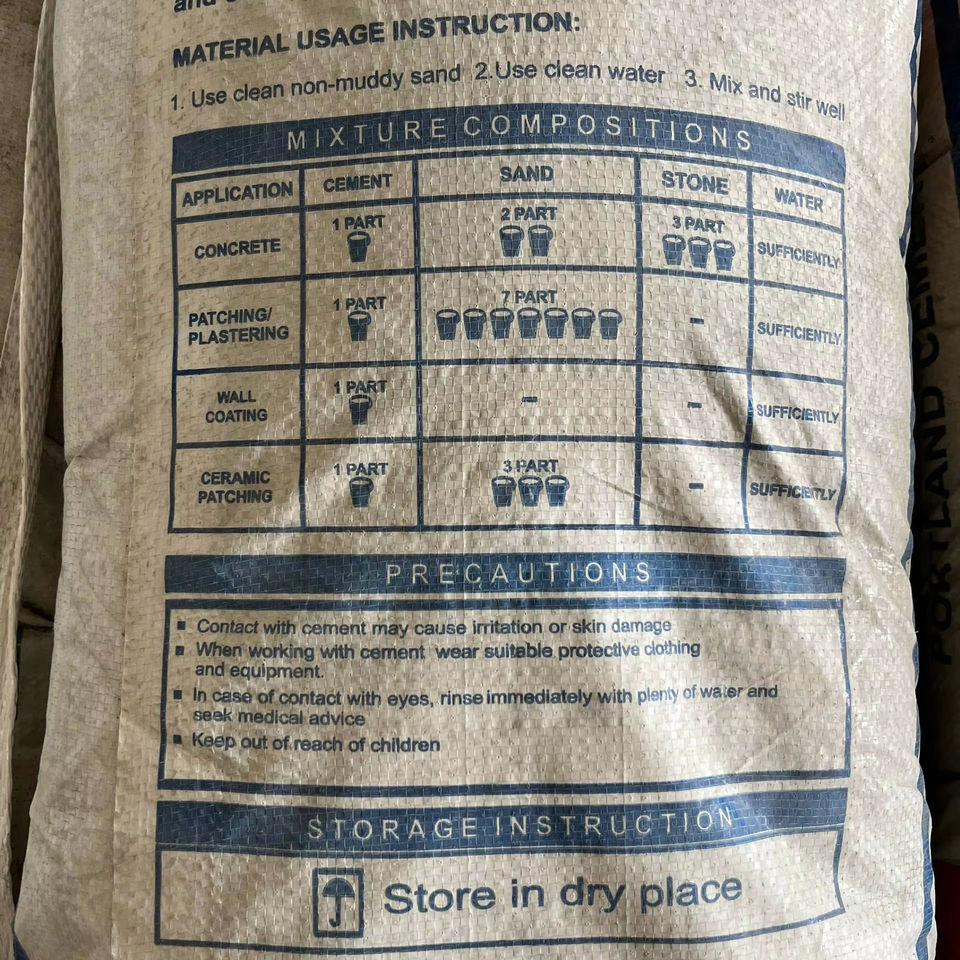 MATERIAL USAGE INSTRUCTION:
1. Use clean non-muddy sand 2.Use clean water 3. Mix and stir well
MIXTURE COMPOSITIONS
APPLICATION CEMENT SAND STONE WATER
CONCRETE 1 PART 2 PART 3 PART SUFFICIENTLY
PATCHING/
PLASTERING 1 PART 7 PART - SUFFICIENTLY
WALL
COATING 1 PART - - SUFFICIENTLY
CERAMIC
PATCHING 1 PART 3 PART - SUFFICIENTLY
PRECAUTIONS
▪ Contact with cement may cause irritation or skin damage
▪ When working with cement wear suitable protective clothing
and equipment.
▪ In case of contact with eyes, rinse immediately with plenty of water and
seek medical advice
▪ Keep out of reach of children
STORAGE INSTRUCTION
Store in dry place
PORTLAND CEMENT